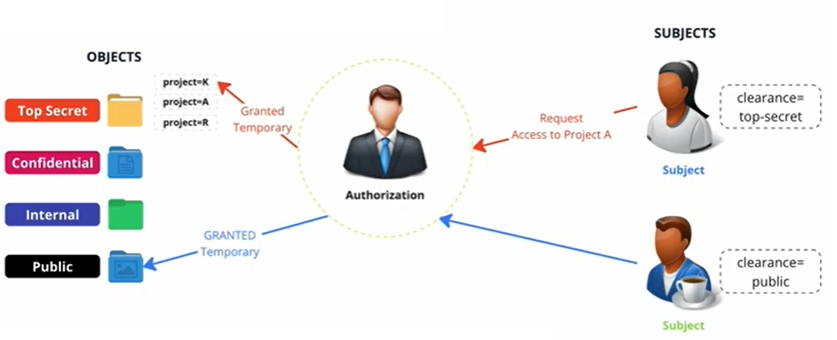 SUBJECTS
OBJECTS
project=K
Top Secret
project=A
project=R
Granted
Temporary
Request
Access to Project A
clearance=
top-secret
Confidential
Subject
Authorization
Internal
GRANTED
Temporary
Public
clearance=
public
Subject